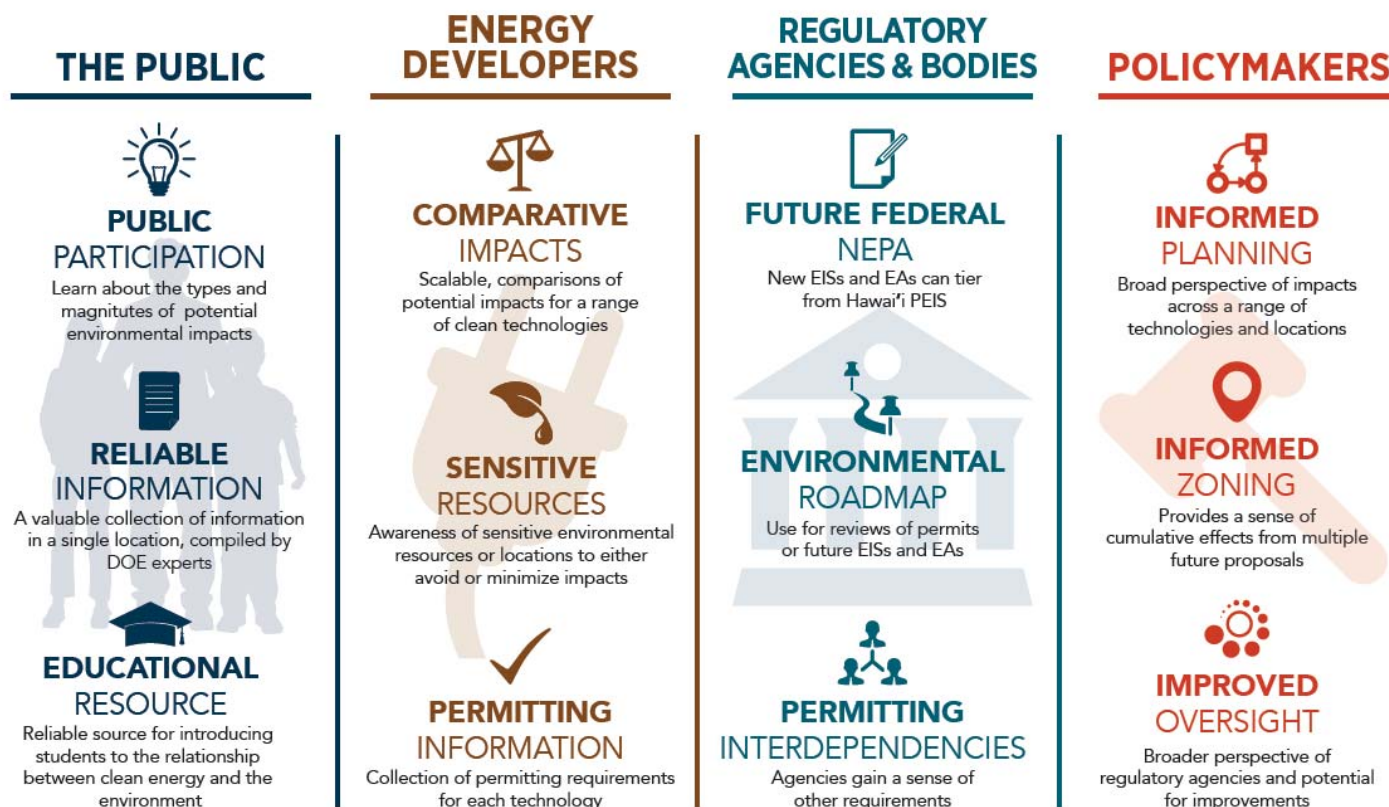 THE PUBLIC
PUBLIC
PARTICIPATION
Learn about the types and
magnitutes of potential
environmental impacts
RELIABLE
INFORMATION
A valuable collection of information
in a single location, compiled by
DOE experts
EDUCATIONAL
RESOURCE
Reliable source for introducing
students to the relationship
between clean energy and the
environment
ENERGY
DEVELOPERS
COMPARATIVE
IMPACTS
Scalable, comparisons of
potential impacts for a range
of clean technologies
SENSITIVE
RESOURCES
Awareness of sensitive environmental
resources or locations to either
avoid or minimize impacts
PERMITTING
INFORMATION
Collection of permitting requirements
for each technology
REGULATORY
AGENCIES & BODIES
FUTURE FEDERAL
NEPA
New EISs and EAs can tier
from Hawai'i PEIS
ENVIRONMENTAL
ROADMAP
Use for reviews of permits
or future EISs and EAs
PERMITTING
INTERDEPENDENCIES
Agencies gain a sense of
other requirements
POLICYMAKERS
INFORMED
PLANNING
Broad perspective of impacts
across a range of
technologies and locations
INFORMED
ZONING
Provides a sense of
cumulative effects from multiple
future proposals
IMPROVED
OVERSIGHT
Broader perspective of
regulatory agencies and potential
for improvements